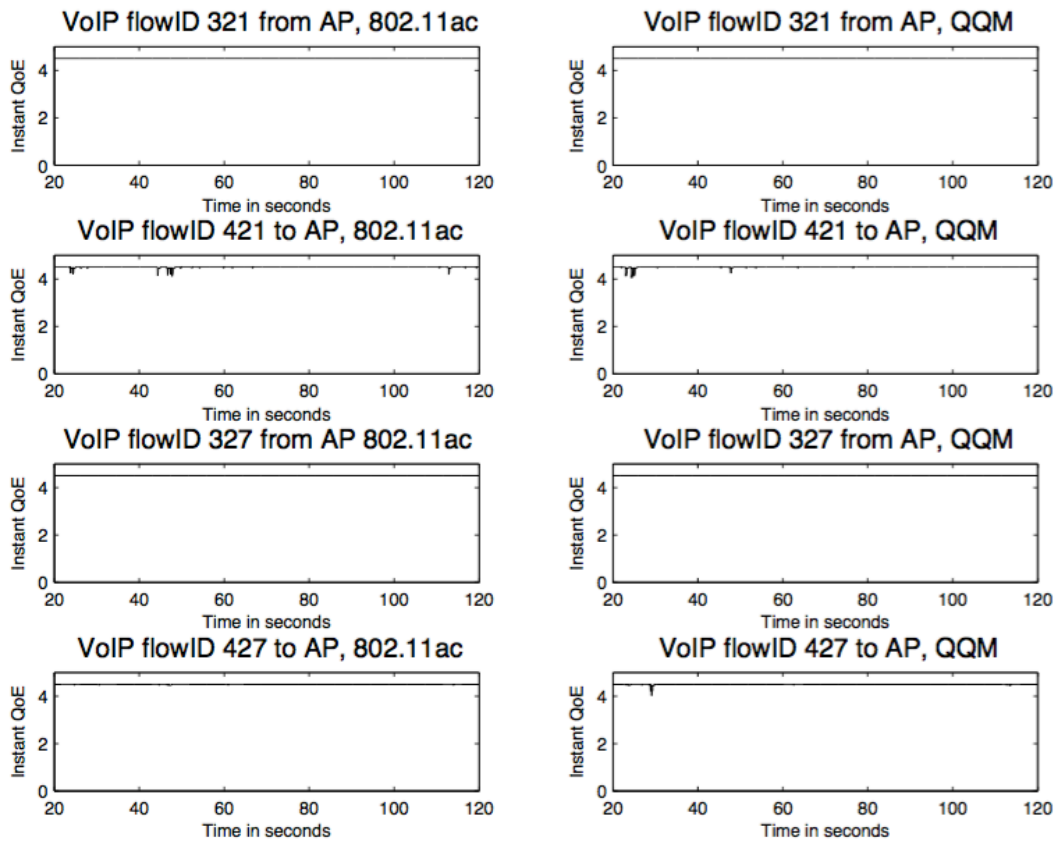 VoIP flowID 321 from AP, 802.11ac
VoIP flowID 321 from AP, QQM
Instant QoE
4
2
0
20 40 60 80 100 120
Time in seconds
Instant QoE
4
2
0
20 40 60 80 100 120
Time in seconds
VoIP flowID 421 to AP, 802.11ac
VoIP flowID 421 to AP, QQM
Instant QoE
4
2
0
20 40 60 80 100 120
Time in seconds
Instant QoE
4
2
0
20 40 60 80 100 120
Time in seconds
VoIP flowID 327 from AP 802.11ac
VoIP flowID 327 from AP, QQM
Instant QoE
4
2
0
20 40 60 80 100 120
Time in seconds
Instant QoE
4
2
0
20 40 60 80 100 120
Time in seconds
VoIP flowID 427 to AP, 802.11ac
VoIP flowID 427 to AP, QQM
Instant QoE
4
2
0
20 40 60 80 100 120
Time in seconds
Instant QoE
4
2
0
20 40 60 80 100 120
Time in seconds